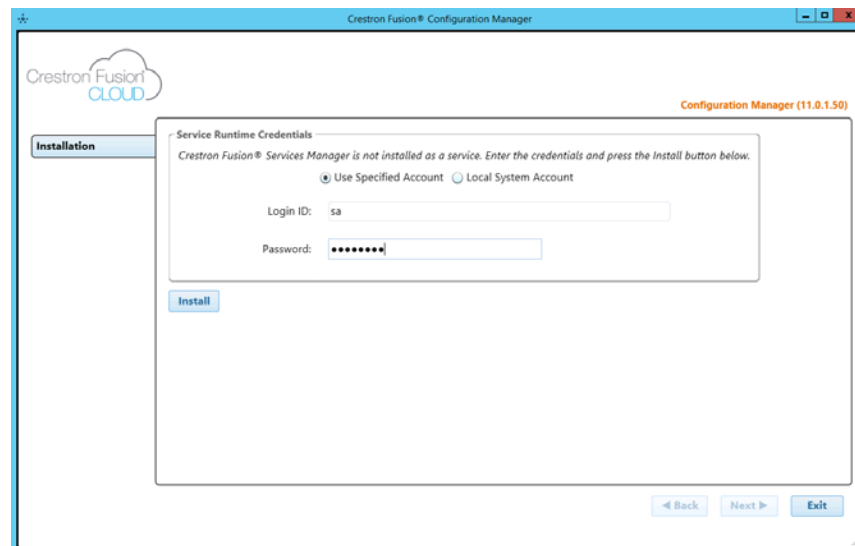 Crestron Fusion® Configuration Manager
Crestron Fusion®
CLOUD
Configuration Manager (11.0.1.50)
Installation
Service Runtime Credentials
Crestron Fusion® Services Manager is not installed as a service. Enter the credentials and press the Install button below.
Use Specified Account Local System Account
Login ID: sa
Password: ●●●●●●●●
Install
Back Next Exit